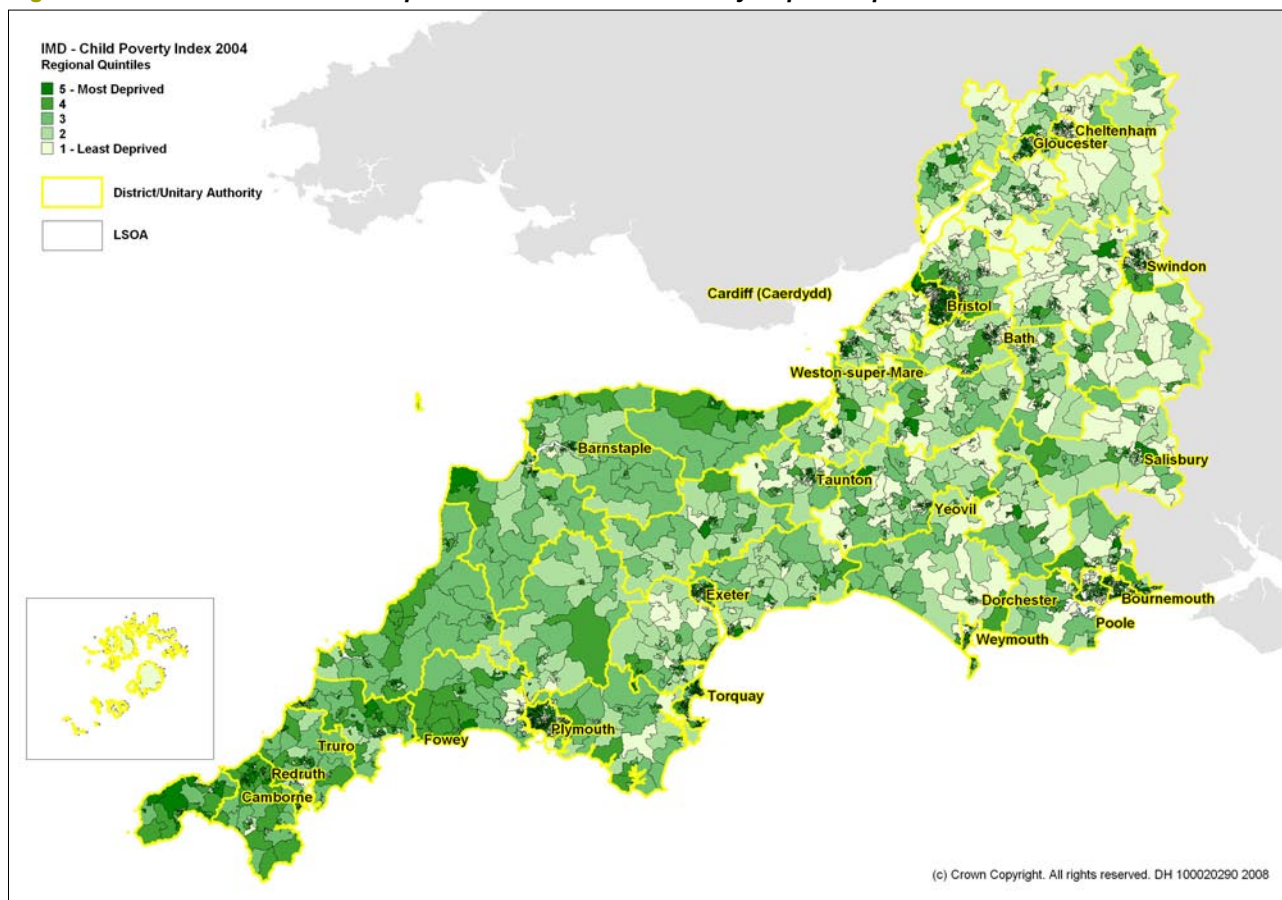 IMD - Child Poverty Index 2004
Regional Quintiles
5 - Most Deprived
4
3
2
1 - Least Deprived
District/Unitary Authority
LSOA
Cheltenham
Gloucester
Swindon
Cardiff (Caerdydd)
Bristol
Bath
Weston-super-Mare
Barnstaple
Salisbury
Taunton
Yeovil
Exeter
Dorchester
Bournemouth
Poole
Weymouth
Torquay
Plymouth
Fowey
Truro
Redruth
Camborne
(c) Crown Copyright. All rights reserved. DH 100020290 2008